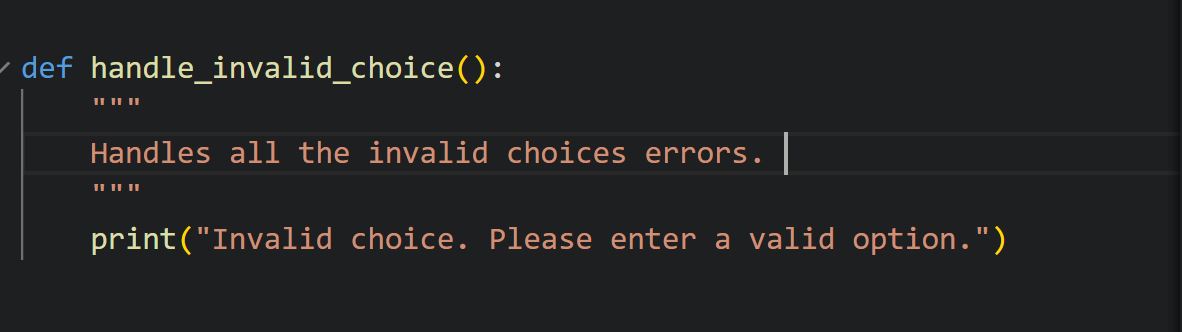 def handle_invalid_choice():
    """
    Handles all the invalid choices errors.
    """
    print("Invalid choice. Please enter a valid option.")